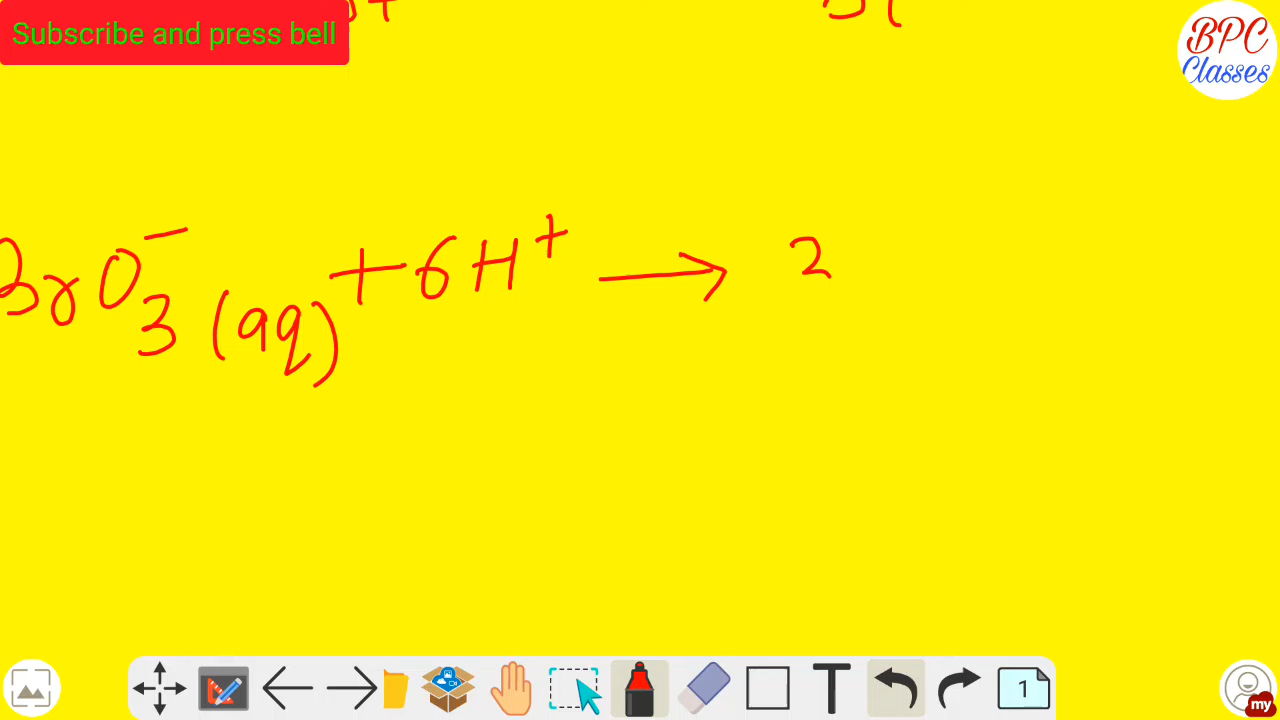 Subscribe and press bell
BPC
Classes
BrO₃⁻ (aq) + 6H⁺ → 2
1
my